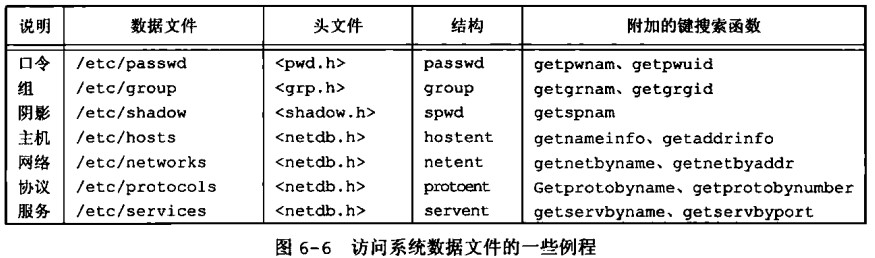 说明 数据文件 头文件 结构 附加的键搜索函数
口令 /etc/passwd <pwd.h> passwd getpwnam、getpwuid
组 /etc/group <grp.h> group getgrnam、getgrgid
阴影 /etc/shadow <shadow.h> spwd getspnam
主机 /etc/hosts <netdb.h> hostent getnameinfo、getaddrinfo
网络 /etc/networks <netdb.h> netent getnetbyname、getnetbyaddr
协议 /etc/protocols <netdb.h> protoent Getprotobyname、getprotobynumber
服务 /etc/services <netdb.h> servent getservbyname、getservbyport
图 6-6 访问系统数据文件的一些例程